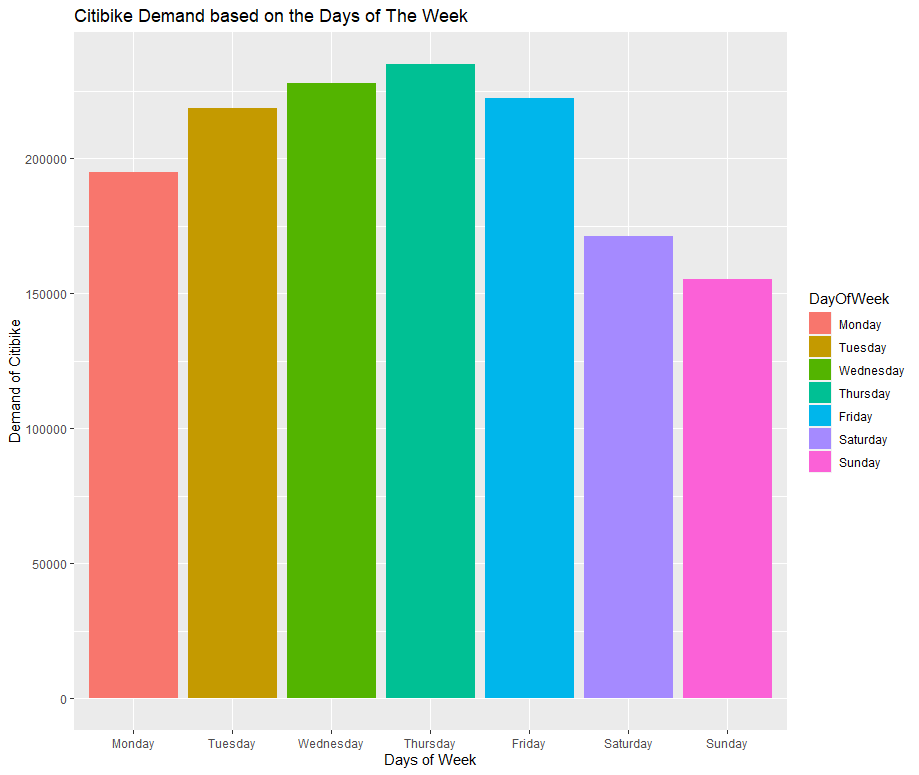 Citibike Demand based on the Days of The Week
Demand of Citibike
200000
150000
100000
50000
0
Monday Tuesday Wednesday Thursday Friday Saturday Sunday
Days of Week
DayOfWeek
Monday
Tuesday
Wednesday
Thursday
Friday
Saturday
Sunday